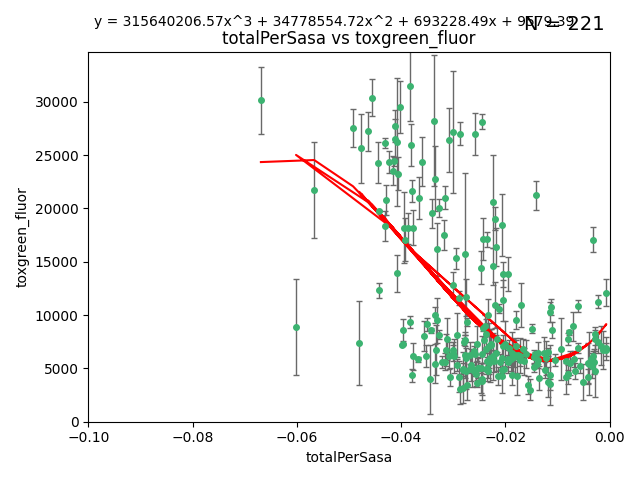 y = 315640206.57x^3 + 34778554.72x^2 + 693228.49x + 9579.39
N = 221
totalPerSasa vs toxgreen_fluor
30000
25000
20000
15000
10000
5000
0
toxgreen_fluor
−0.10 −0.08 −0.06 −0.04 −0.02 0.00
totalPerSasa